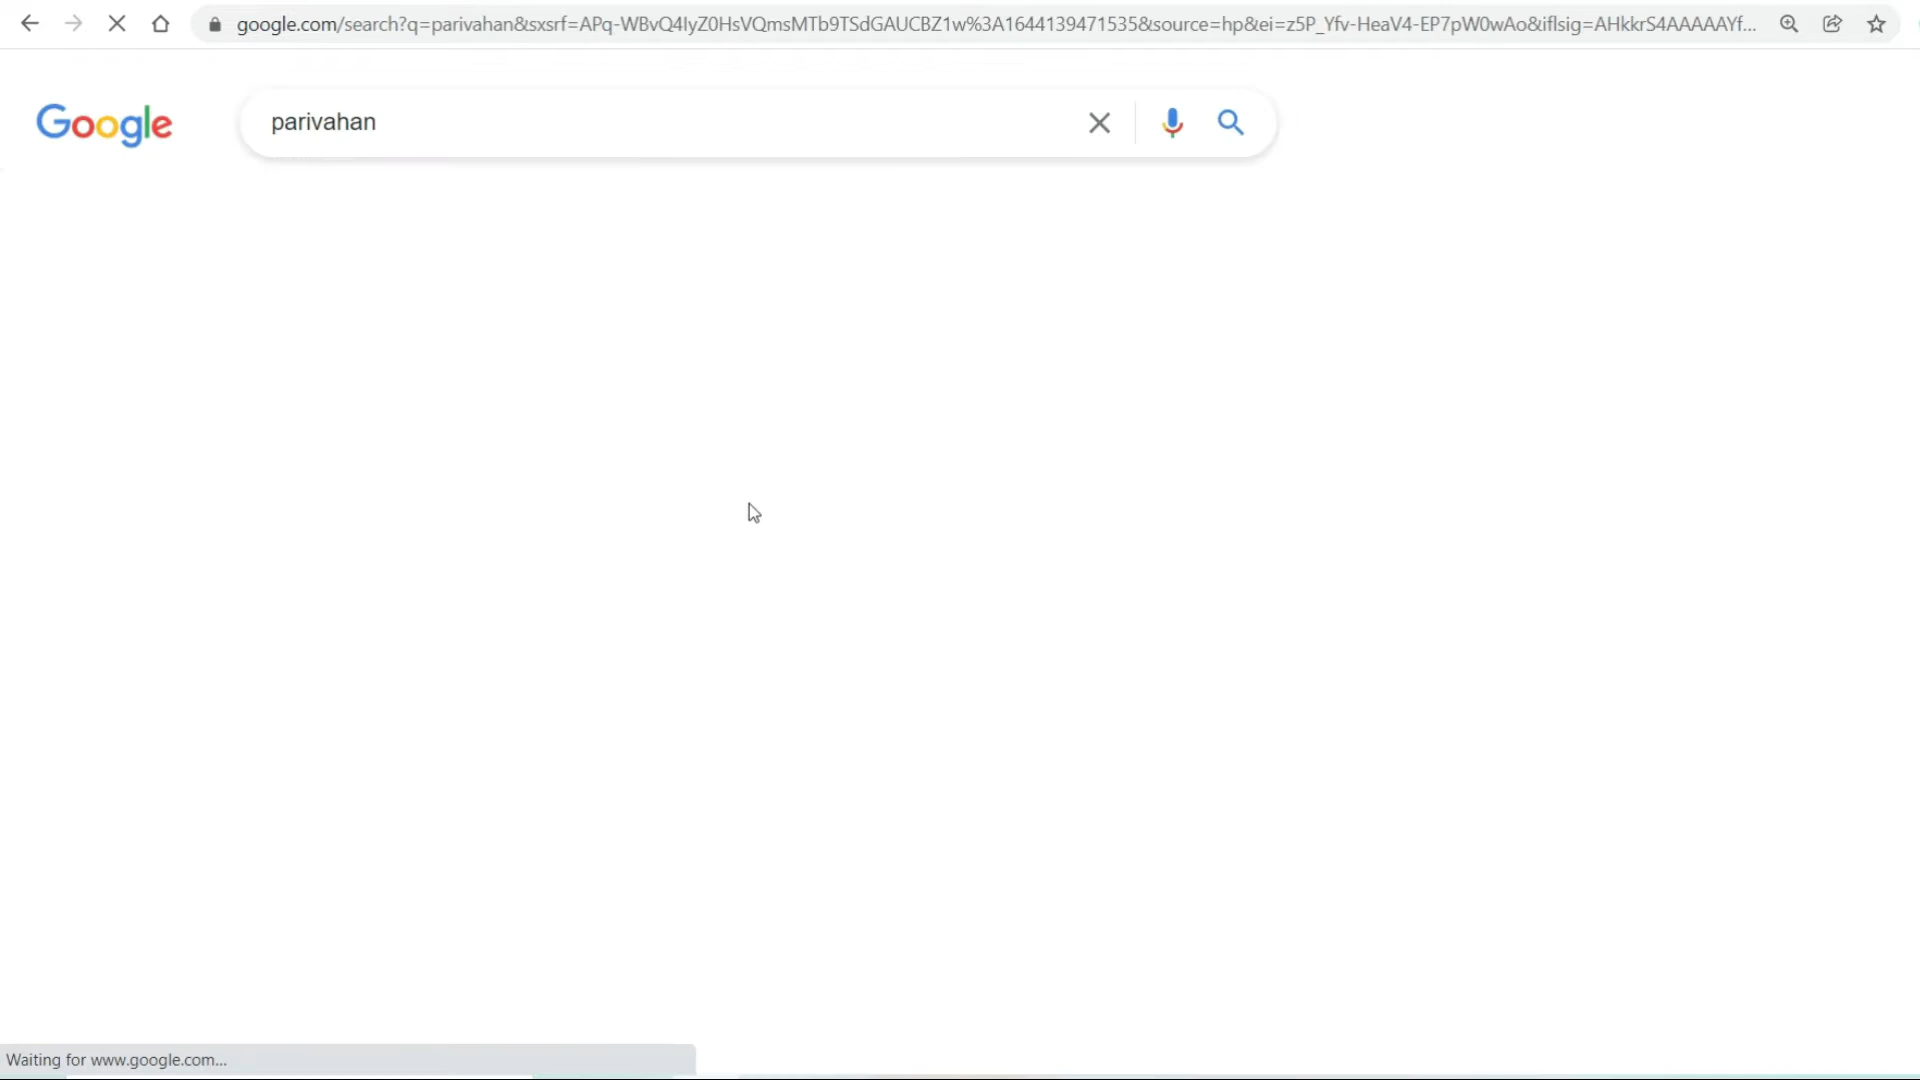 google.com/search?q=parivahan&sxsrf=APq-WBvQ4IyZ0HsVQmsMTb9TSdGAUCBZ1w%3A1644139471535&source=hp&ei=z5P_Yfv-HeaV4-EP7pW0wAo&iflsig=AHkkrS4AAAAAYf...
Google
parivahan
Waiting for www.google.com...